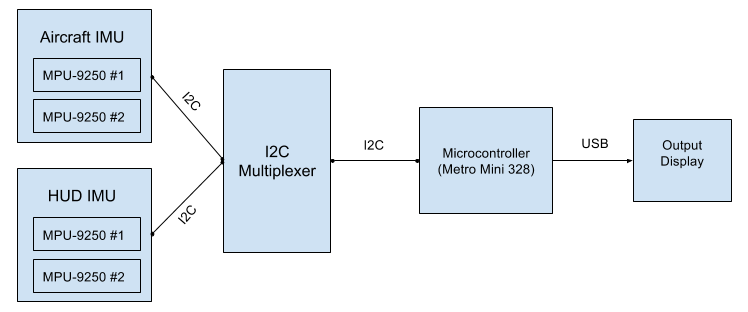 Aircraft IMU
MPU-9250 #1
MPU-9250 #2
I2C
HUD IMU
MPU-9250 #1
MPU-9250 #2
I2C
I2C
Multiplexer
I2C
Microcontroller
(Metro Mini 328)
USB
Output
Display